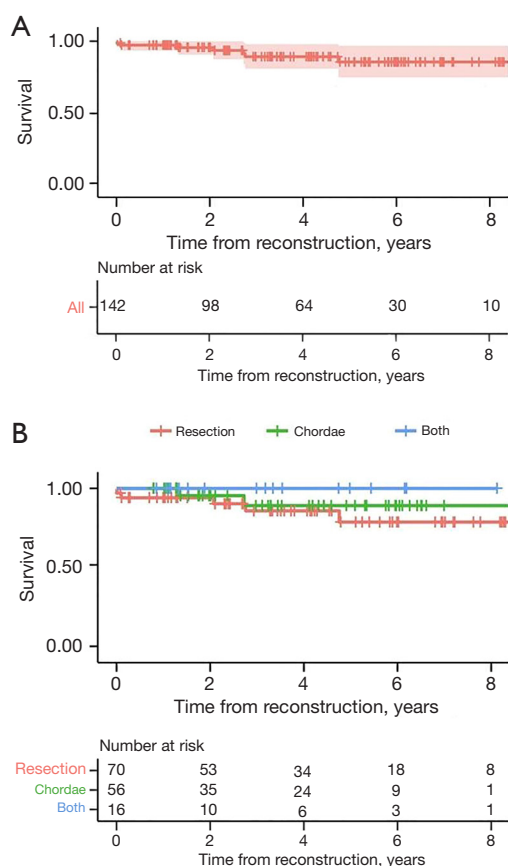 A
1.00
0.50
0.00
Survival
0 2 4 6 8
Time from reconstruction, years
Number at risk
All 142 98 64 30 10
0 2 4 6 8
Time from reconstruction, years
B
Resection Chordae Both
1.00
0.50
0.00
Survival
0 2 4 6 8
Time from reconstruction, years
Number at risk
Resection 70 53 34 18 8
Chordae 56 35 24 9 1
Both 16 10 6 3 1
0 2 4 6 8
Time from reconstruction, years